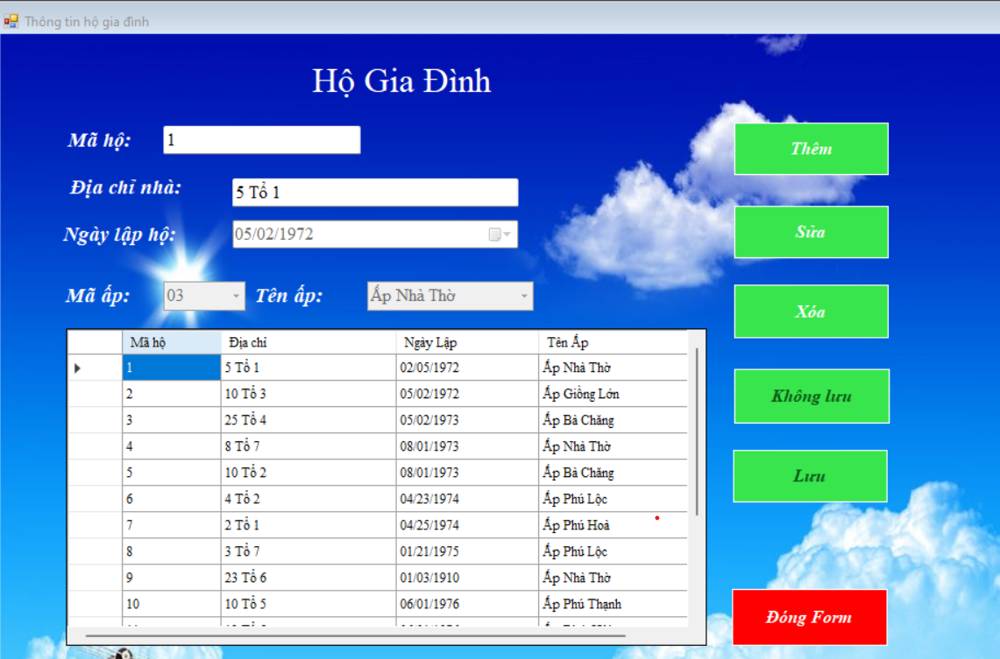 Thông tin hộ gia đình
Hộ Gia Đình
Mã hộ: 1
Thêm
Địa chỉ nhà: 5 Tổ 1
Sửa
Ngày lập hộ: 05/02/1972
Mã ấp: 03 Tên ấp: Ấp Nhà Thờ
Xóa
Mã hộ Địa chỉ Ngày Lập Tên Ấp
1 5 Tổ 1 02/05/1972 Ấp Nhà Thờ
2 10 Tổ 3 05/02/1972 Ấp Giồng Lớn
Không lưu
3 25 Tổ 4 05/02/1973 Ấp Bà Chăng
4 8 Tổ 7 08/01/1973 Ấp Nhà Thờ
5 10 Tổ 2 08/01/1973 Ấp Bà Chăng
Lưu
6 4 Tổ 2 04/23/1974 Ấp Phú Lộc
7 2 Tổ 1 04/25/1974 Ấp Phú Hoà
8 3 Tổ 7 01/21/1975 Ấp Phú Lộc
9 23 Tổ 6 01/03/1910 Ấp Nhà Thờ
10 10 Tổ 5 06/01/1976 Ấp Phú Thạnh
Đóng Form